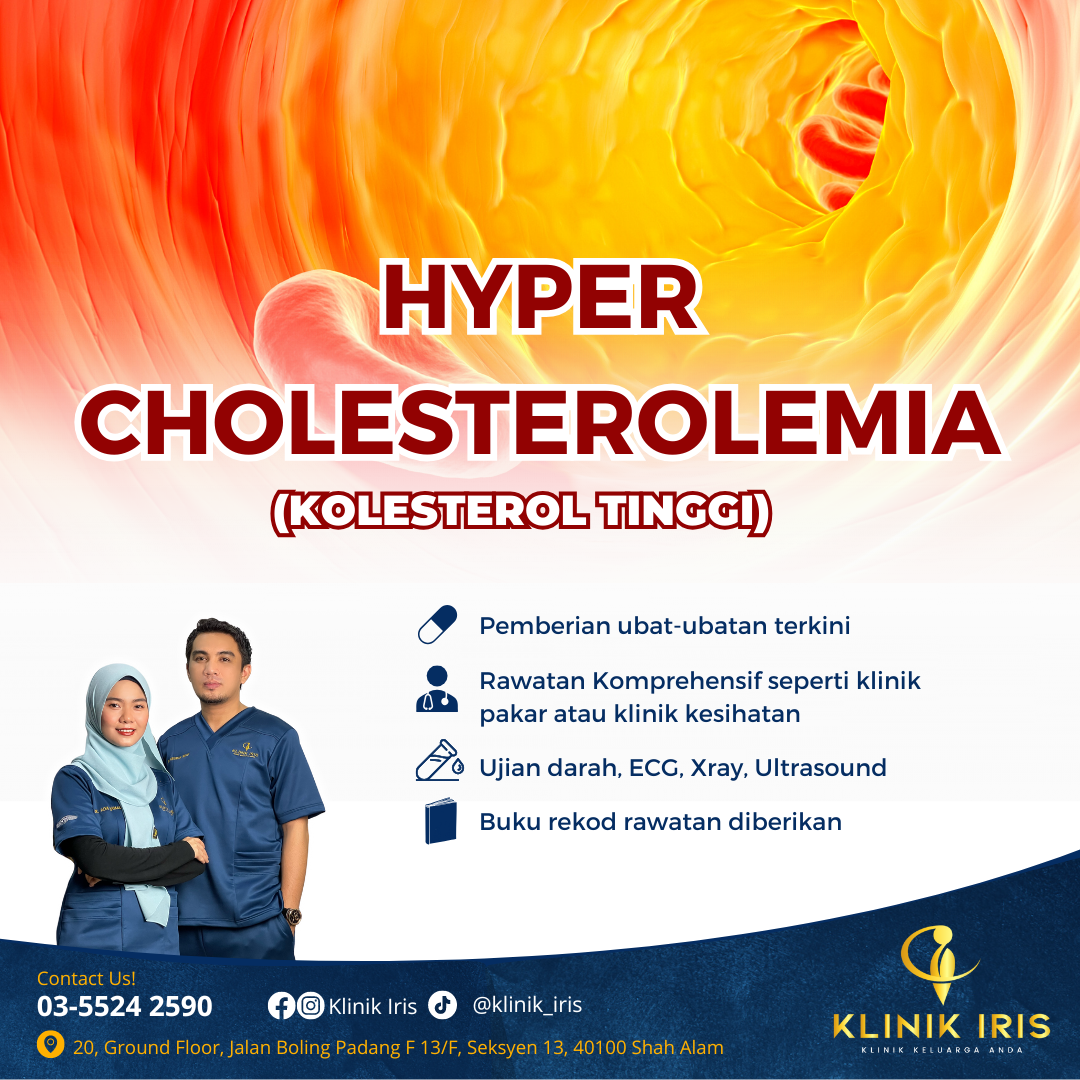 HYPER
CHOLESTEROLEMIA
(KOLESTEROL TINGGI)
Pemberian ubat-ubatan terkini
Rawatan Komprehensif seperti klinik
pakar atau klinik kesihatan
Ujian darah, ECG, Xray, Ultrasound
Buku rekod rawatan diberikan
KLINIK IRIS
Contact Us!
03-5524 2590
Klinik Iris
@klinik_iris
20, Ground Floor, Jalan Boling Padang F 13/F, Seksyen 13, 40100 Shah Alam
KLINIK IRIS
KLINIK KELUARGA ANDA